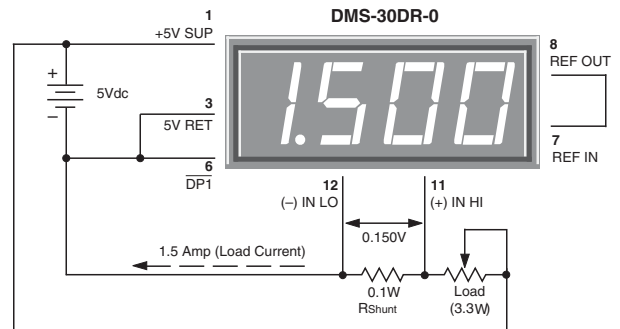 DMS-30DR-0
1
+5V SUP
8
REF OUT
+
5Vdc
–
3
5V RET
1.500
7
REF IN
6
DP1
12
(–) IN LO
11
(+) IN HI
0.150V
1.5 Amp (Load Current)
0.1W
RShunt
Load
(3.3W)